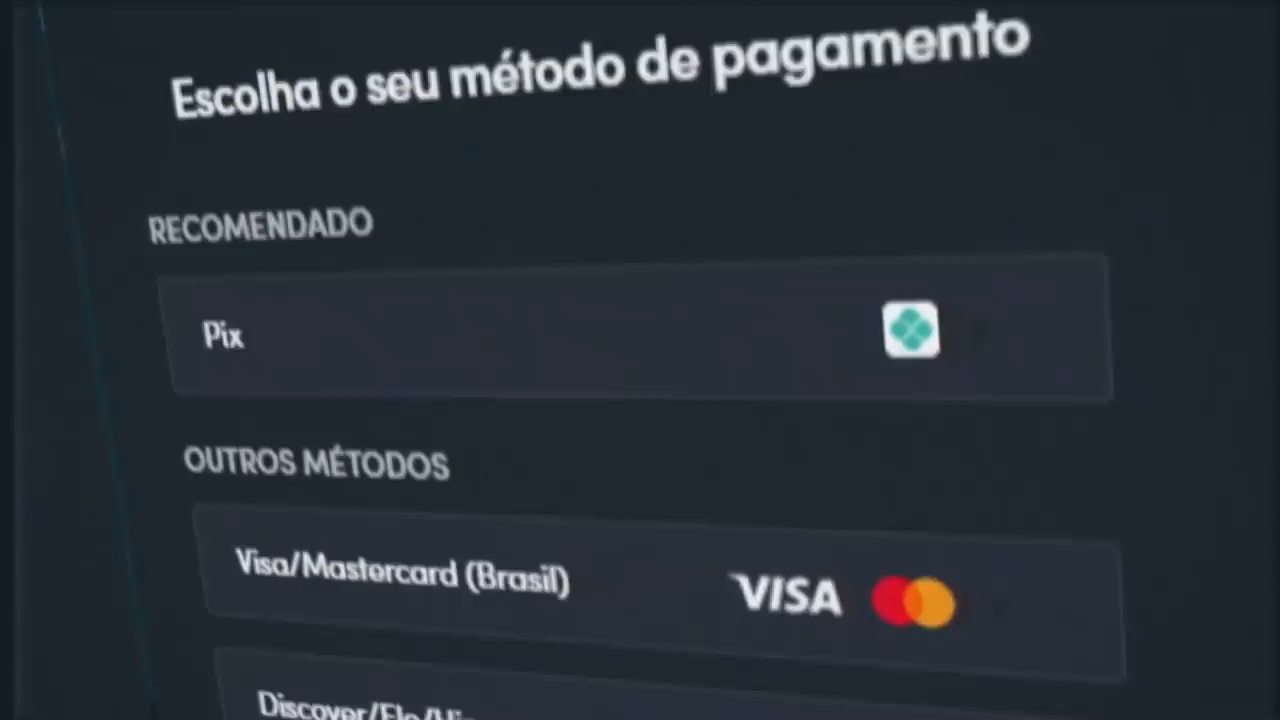 Escolha o seu método de pagamento
RECOMENDADO
Pix
OUTROS MÉTODOS
Visa/Mastercard (Brasil)
VISA